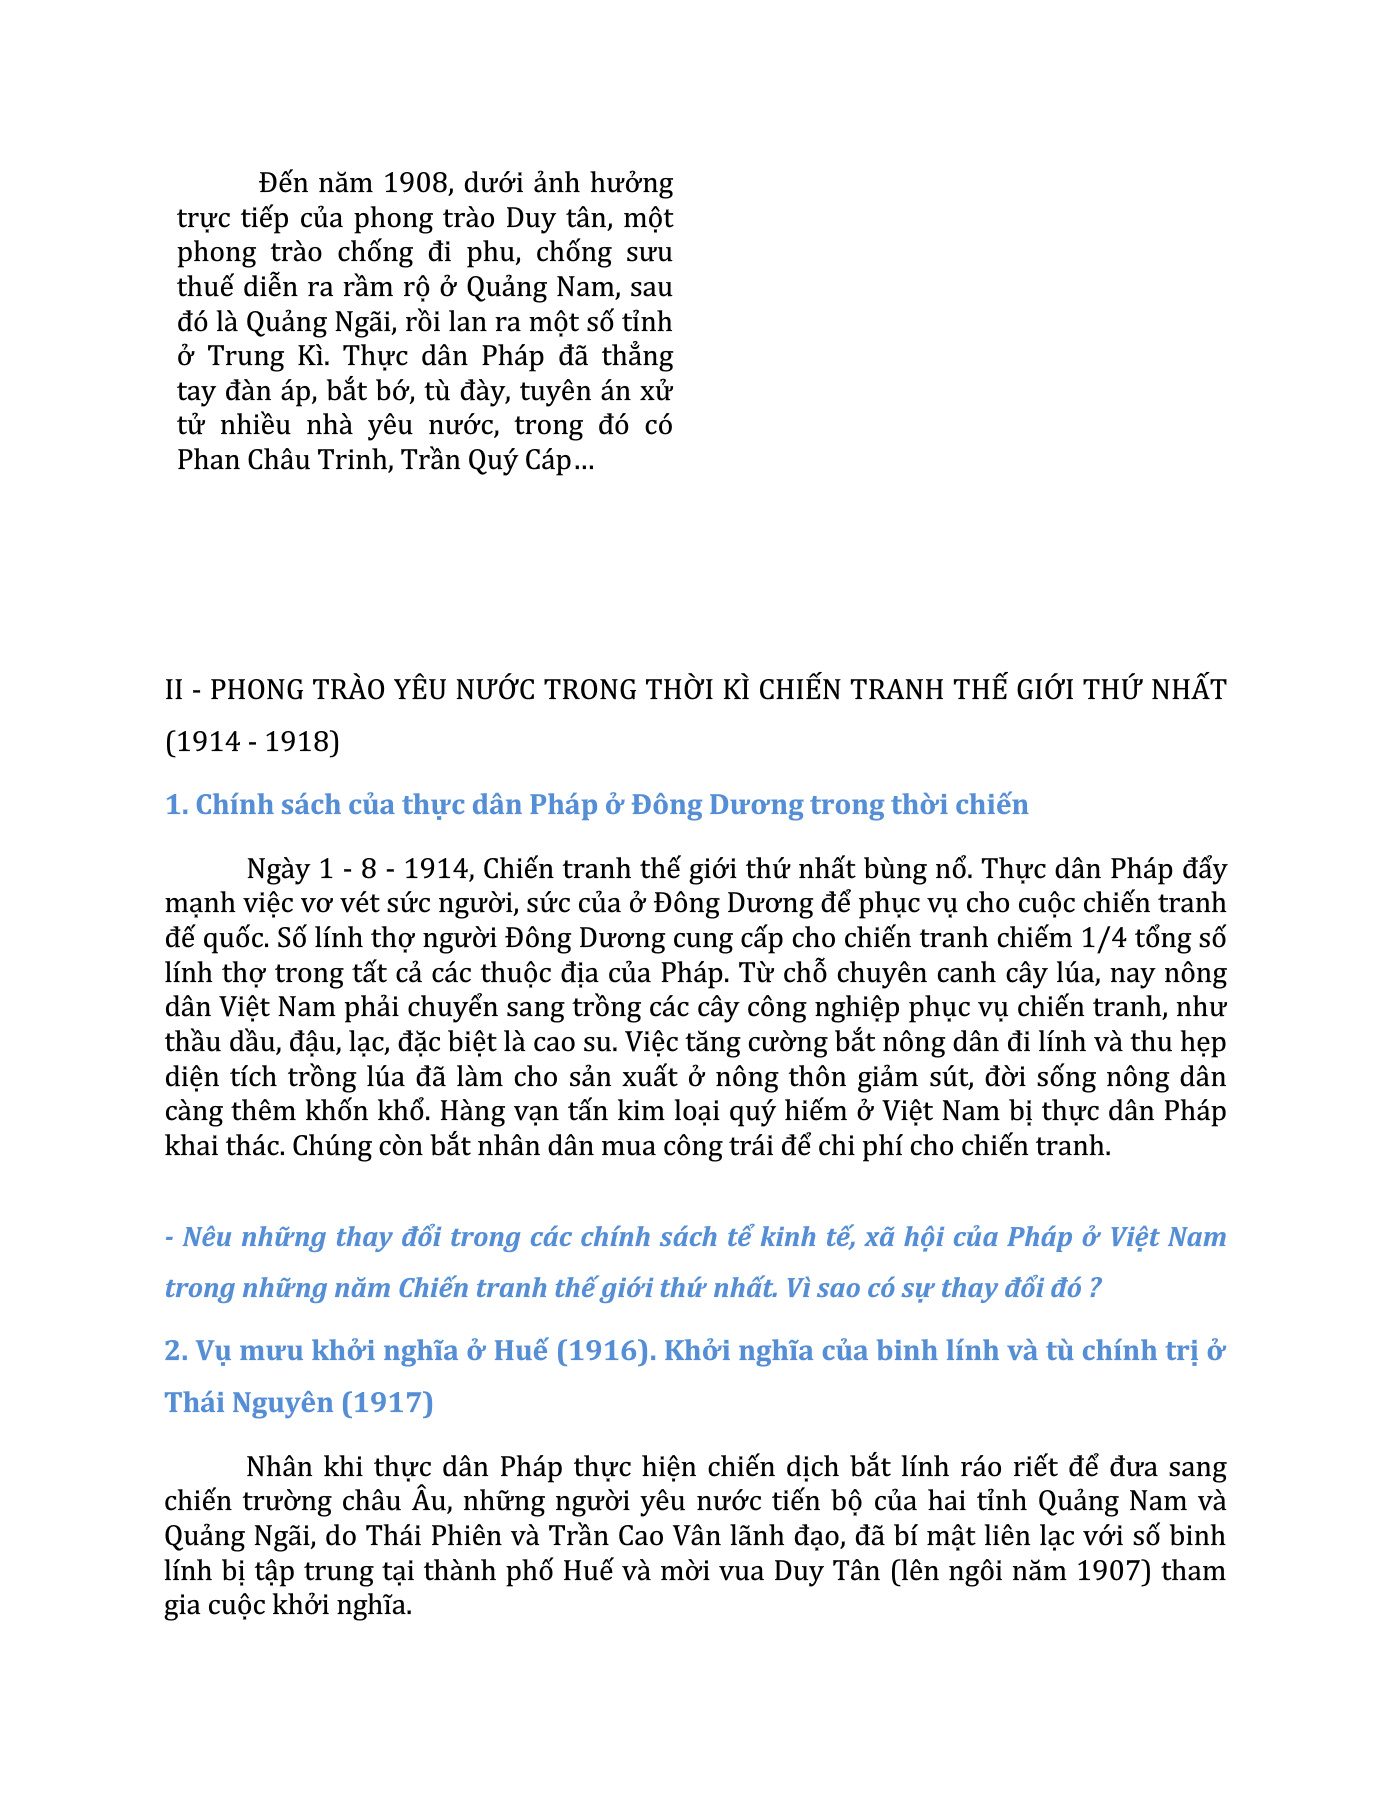 Đến năm 1908, dưới ảnh hưởng
trực tiếp của phong trào Duy tân, một
phong trào chống đi phu, chống sưu
thuế diễn ra rầm rộ ở Quảng Nam, sau
đó là Quảng Ngãi, rồi lan ra một số tỉnh
ở Trung Kì. Thực dân Pháp đã thẳng
tay đàn áp, bắt bớ, tù đày, tuyên án xử
tử nhiều nhà yêu nước, trong đó có
Phan Châu Trinh, Trần Quý Cáp...
II - PHONG TRÀO YÊU NƯỚC TRONG THỜI KÌ CHIẾN TRANH THẾ GIỚI THỨ NHẤT
(1914 - 1918)
1. Chính sách của thực dân Pháp ở Đông Dương trong thời chiến
Ngày 1 - 8 - 1914, Chiến tranh thế giới thứ nhất bùng nổ. Thực dân Pháp đẩy
mạnh việc vơ vét sức người, sức của ở Đông Dương để phục vụ cho cuộc chiến tranh
đế quốc. Số lính thợ người Đông Dương cung cấp cho chiến tranh chiếm 1/4 tổng số
lính thợ trong tất cả các thuộc địa của Pháp. Từ chỗ chuyên canh cây lúa, nay nông
dân Việt Nam phải chuyển sang trồng các cây công nghiệp phục vụ chiến tranh, như
thầu dầu, đậu, lạc, đặc biệt là cao su. Việc tăng cường bắt nông dân đi lính và thu hẹp
diện tích trồng lúa đã làm cho sản xuất ở nông thôn giảm sút, đời sống nông dân
càng thêm khốn khổ. Hàng vạn tấn kim loại quý hiếm ở Việt Nam bị thực dân Pháp
khai thác. Chúng còn bắt nhân dân mua công trái để chi phí cho chiến tranh.
- Nêu những thay đổi trong các chính sách tể kinh tế, xã hội của Pháp ở Việt Nam
trong những năm Chiến tranh thế giới thứ nhất. Vì sao có sự thay đổi đó ?
2. Vụ mưu khởi nghĩa ở Huế (1916). Khởi nghĩa của binh lính và tù chính trị ở
Thái Nguyên (1917)
Nhân khi thực dân Pháp thực hiện chiến dịch bắt lính ráo riết để đưa sang
chiến trường châu Âu, những người yêu nước tiến bộ của hai tỉnh Quảng Nam và
Quảng Ngãi, do Thái Phiên và Trần Cao Vân lãnh đạo, đã bí mật liên lạc với số binh
lính bị tập trung tại thành phố Huế và mời vua Duy Tân (lên ngôi năm 1907) tham
gia cuộc khởi nghĩa.